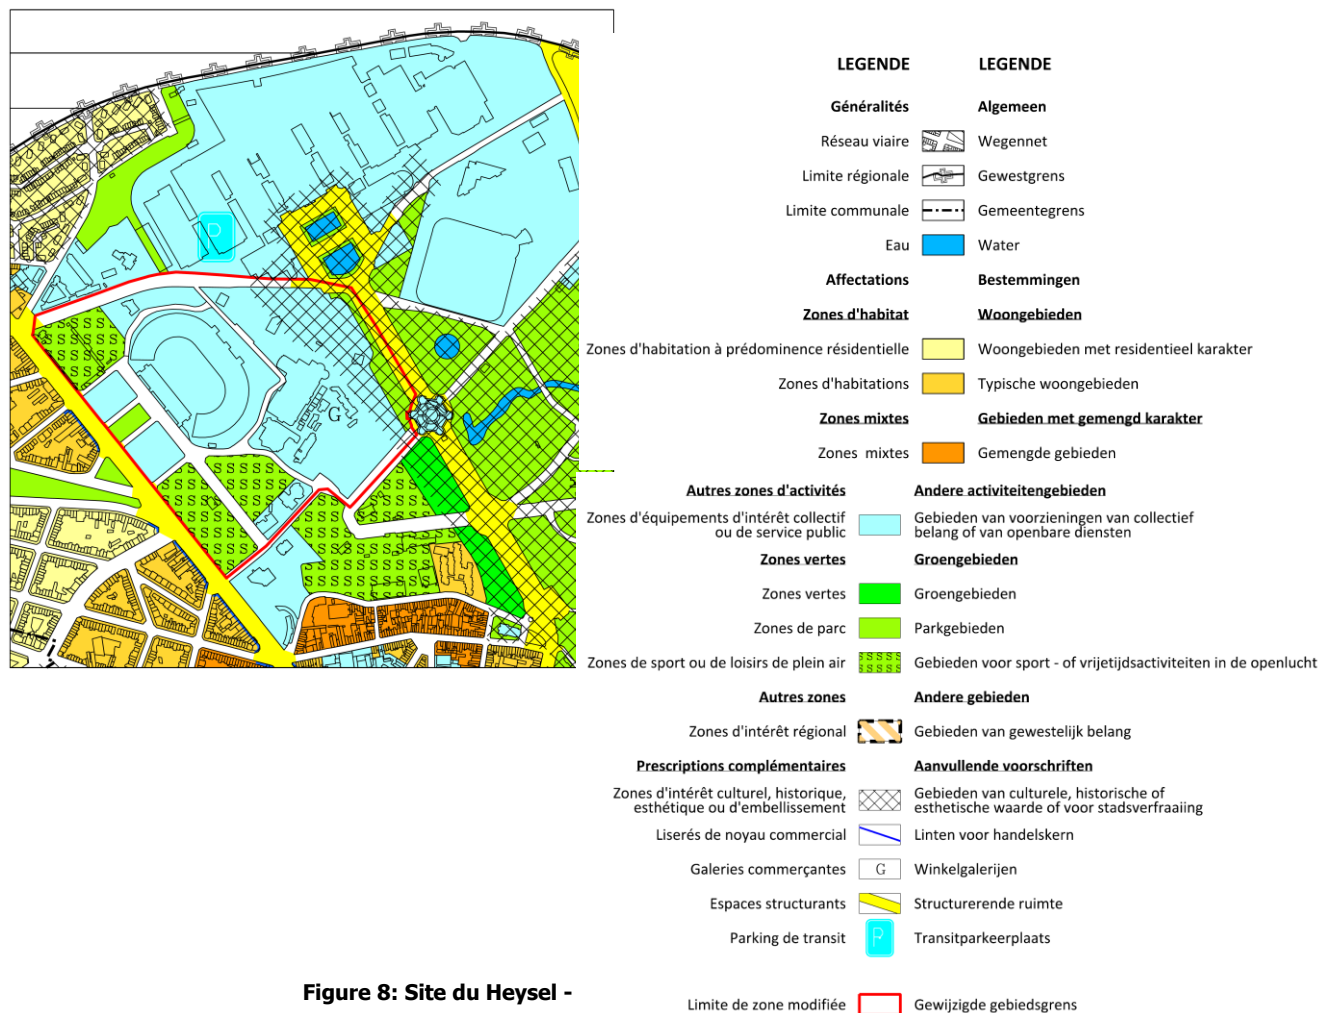 LEGENDE LEGENDE
Généralités Algemeen
Réseau viaire Wegennet
Limite régionale Gewestgrens
Limite communale Gemeentegrens
Eau Water
Affectations Bestemmingen
Zones d'habitat Woongebieden
Zones d'habitation à prédominence résidentielle Woongebieden met residentieel karakter
Zones d'habitations Typische woongebieden
Zones mixtes Gebieden met gemengd karakter
Zones mixtes Gemengde gebieden
Autres zones d'activités Andere activiteitengebieden
Zones d'équipements d'intérêt collectif Gebieden van voorzieningen van collectief
ou de service public belang of van openbare diensten
Zones vertes Groengebieden
Zones vertes Groengebieden
Zones de parc Parkgebieden
Zones de sport ou de loisirs de plein air Gebieden voor sport - of vrijetijdsactiviteiten in de openlucht
Autres zones Andere gebieden
Zones d'intérêt régional Gebieden van gewestelijk belang
Prescriptions complémentaires Aanvullende voorschriften
Zones d'intérêt culturel, historique, Gebieden van culturele, historische of
esthétique ou d'embellissement esthetische waarde of voor stadsverfraaiing
Liserés de noyau commercial Linten voor handelskern
Galeries commerçantes G Winkelgalerijen
Espaces structurants Structurerende ruimte
Parking de transit P Transitparkeerplaats
Limite de zone modifiée Gewijzigde gebiedsgrens
P
G
Figure 8: Site du Heysel -